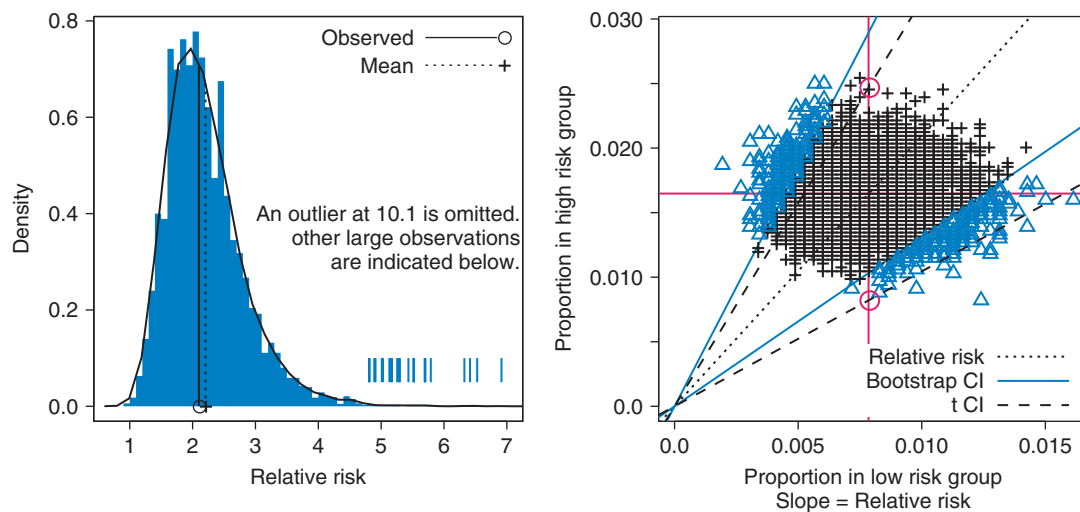 0.8
0.6
0.4
0.2
0.0
Density
Observed
Mean
An outlier at 10.1 is omitted.
other large observations
are indicated below.
1 2 3 4 5 6 7
Relative risk
0.030
0.020
0.010
0.0
Proportion in high risk group
Relative risk
Bootstrap CI
t CI
0.0 0.005 0.010 0.015
Proportion in low risk group
Slope = Relative risk